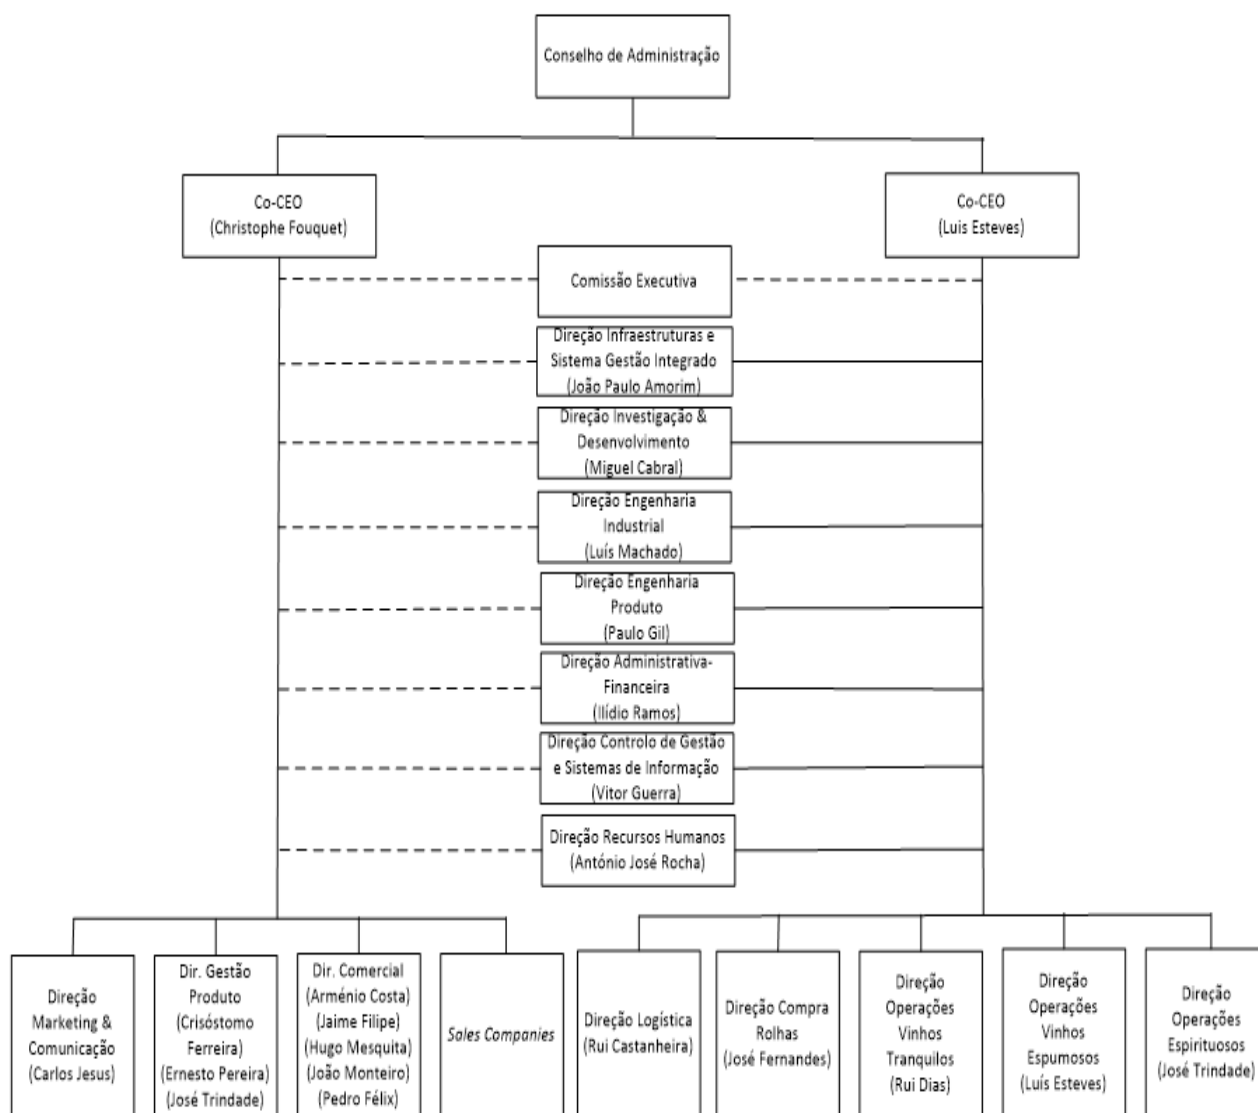 Conselho de Administração
Co-CEO
(Christophe Fouquet)
Co-CEO
(Luis Esteves)
Comissão Executiva
Direção Infraestruturas e
Sistema Gestão Integrado
(João Paulo Amorim)
Direção Investigação &
Desenvolvimento
(Miguel Cabral)
Direção Engenharia
Industrial
(Luís Machado)
Direção Engenharia
Produto
(Paulo Gil)
Direção Administrativa-
Financeira
(Ilídio Ramos)
Direção Controlo de Gestão
e Sistemas de Informação
(Vitor Guerra)
Direção Recursos Humanos
(António José Rocha)
Direção
Marketing &
Comunicação
(Carlos Jesus)
Dir. Gestão
Produto
(Crisóstomo
Ferreira)
(Ernesto Pereira)
(José Trindade)
Dir. Comercial
(Arménio Costa)
(Jaime Filipe)
(Hugo Mesquita)
(João Monteiro)
(Pedro Félix)
Sales Companies
Direção Logística
(Rui Castanheira)
Direção Compra
Rolhas
(José Fernandes)
Direção
Operações
Vinhos
Tranquilos
(Rui Dias)
Direção
Operações
Vinhos
Espumosos
(Luís Esteves)
Direção
Operações
Espirituosos
(José Trindade)